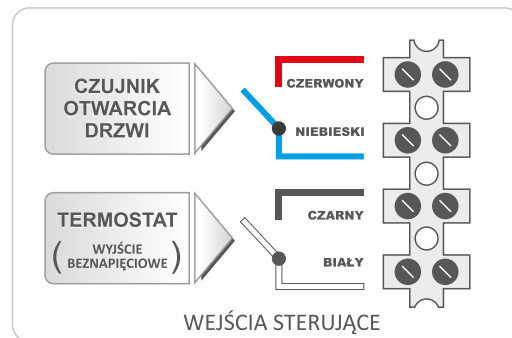 CZUJNIK
OTWARCIA
DRZWI
CZERWONY
NIEBIESKI
TERMOSTAT
( WYJŚCIE
BEZNAPIĘCIOWE )
CZARNY
BIAŁY
WEJŚCIA STERUJĄCE